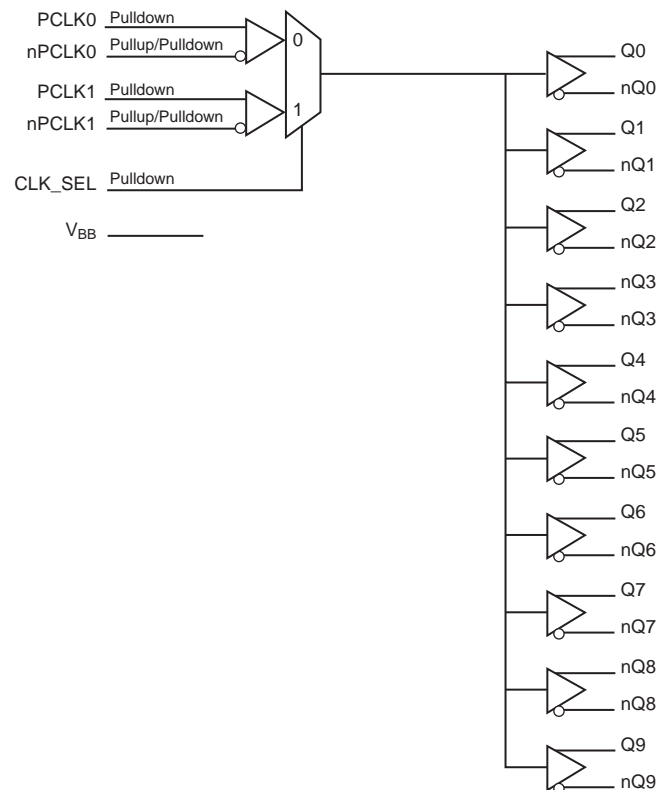 PCLK0 Pulldown
nPCLK0 Pullup/Pulldown
0
PCLK1 Pulldown
nPCLK1 Pullup/Pulldown
1
CLK_SEL Pulldown
VBB
Q0
nQ0
Q1
nQ1
Q2
nQ2
nQ3
nQ3
Q4
nQ4
Q5
nQ5
Q6
nQ6
Q7
nQ7
nQ8
nQ8
Q9
nQ9